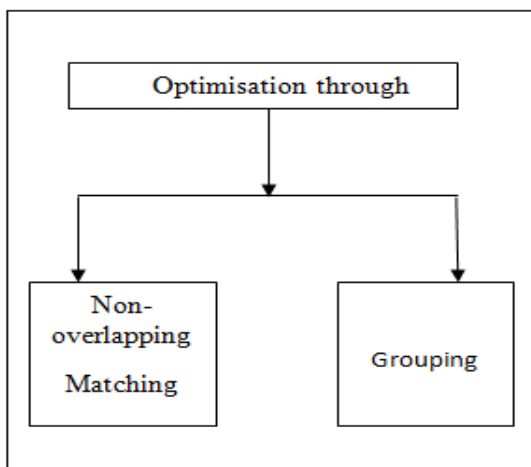 Optimisation through
Non-
overlapping
Matching
Grouping